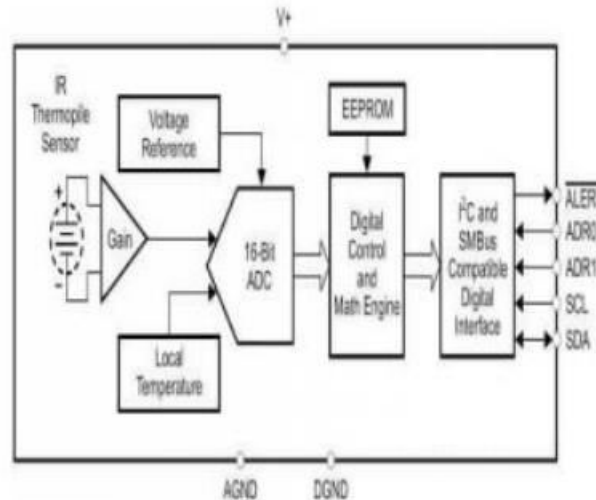 V+
IR
Thermopile
Sensor
Voltage
Reference
EEPROM
+
-
Gain
16-Bit
ADC
Digital
Control
and
Math Engine
I²C and
SMBus
Compatible
Digital
Interface
ALER
ADR0
ADR1
SCL
SDA
Local
Temperature
AGND
DGND